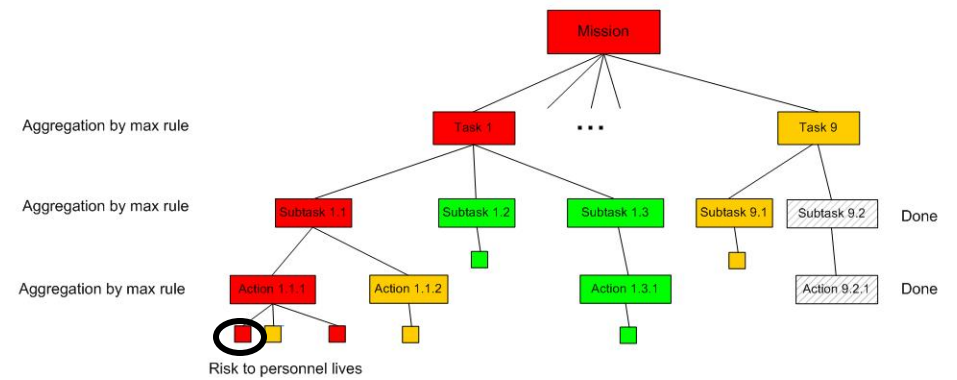 Mission
Aggregation by max rule
Task 1
...
Task 9
Aggregation by max rule
Subtask 1.1
Subtask 1.2
Subtask 1.3
Subtask 9.1
Subtask 9.2
Done
Aggregation by max rule
Action 1.1.1
Action 1.1.2
Action 1.3.1
Action 9.2.1
Done
Risk to personnel lives